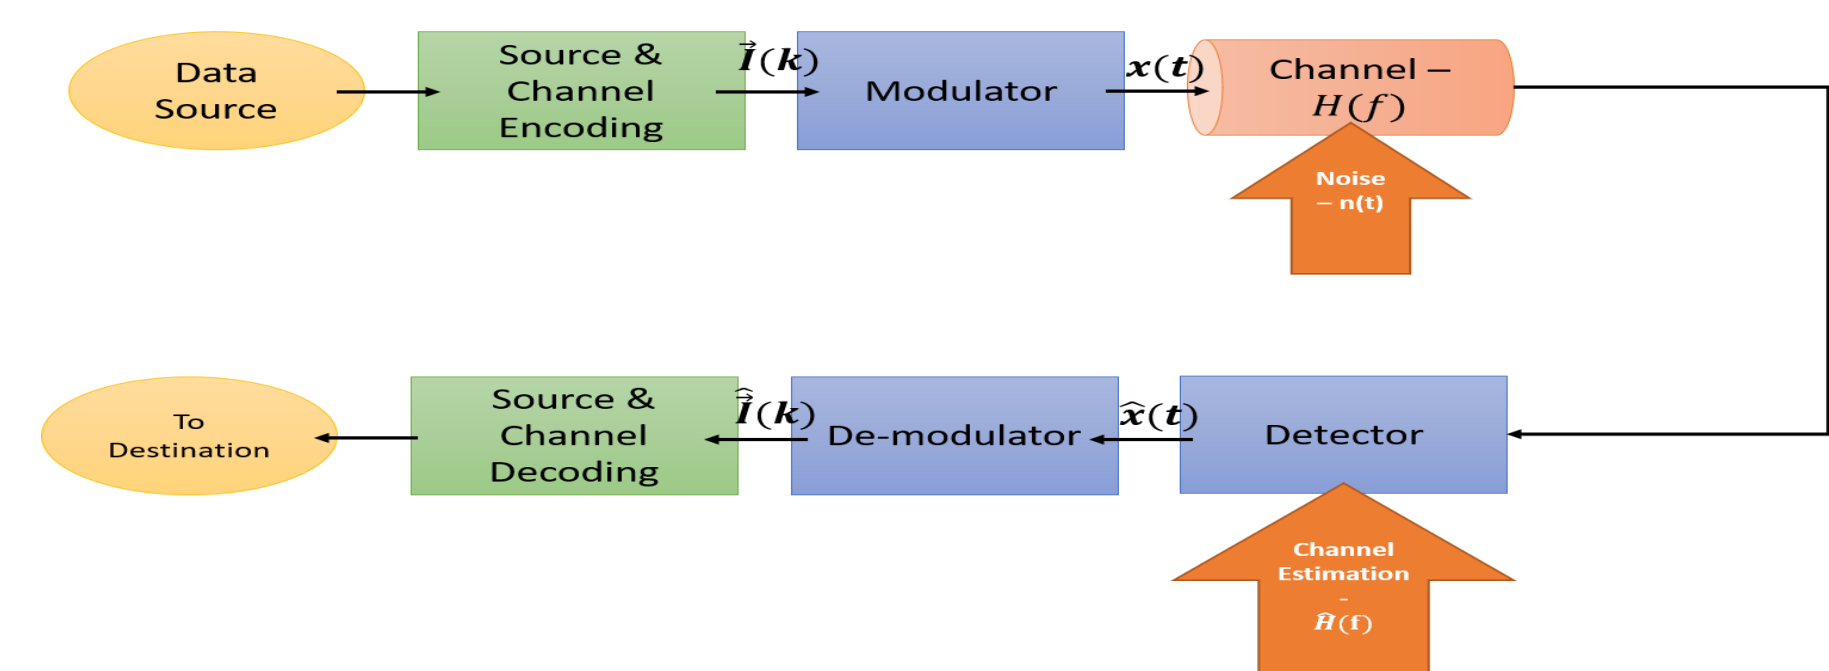 Data
Source
Source &
Channel
Encoding
I⃗(k)
Modulator
x(t)
Channel –
H(f)
Noise
– n(t)
To
Destination
Source &
Channel
Decoding
Î⃗(k)
De-modulator
x̂(t)
Detector
Channel
Estimation
-
Ĥ(f)